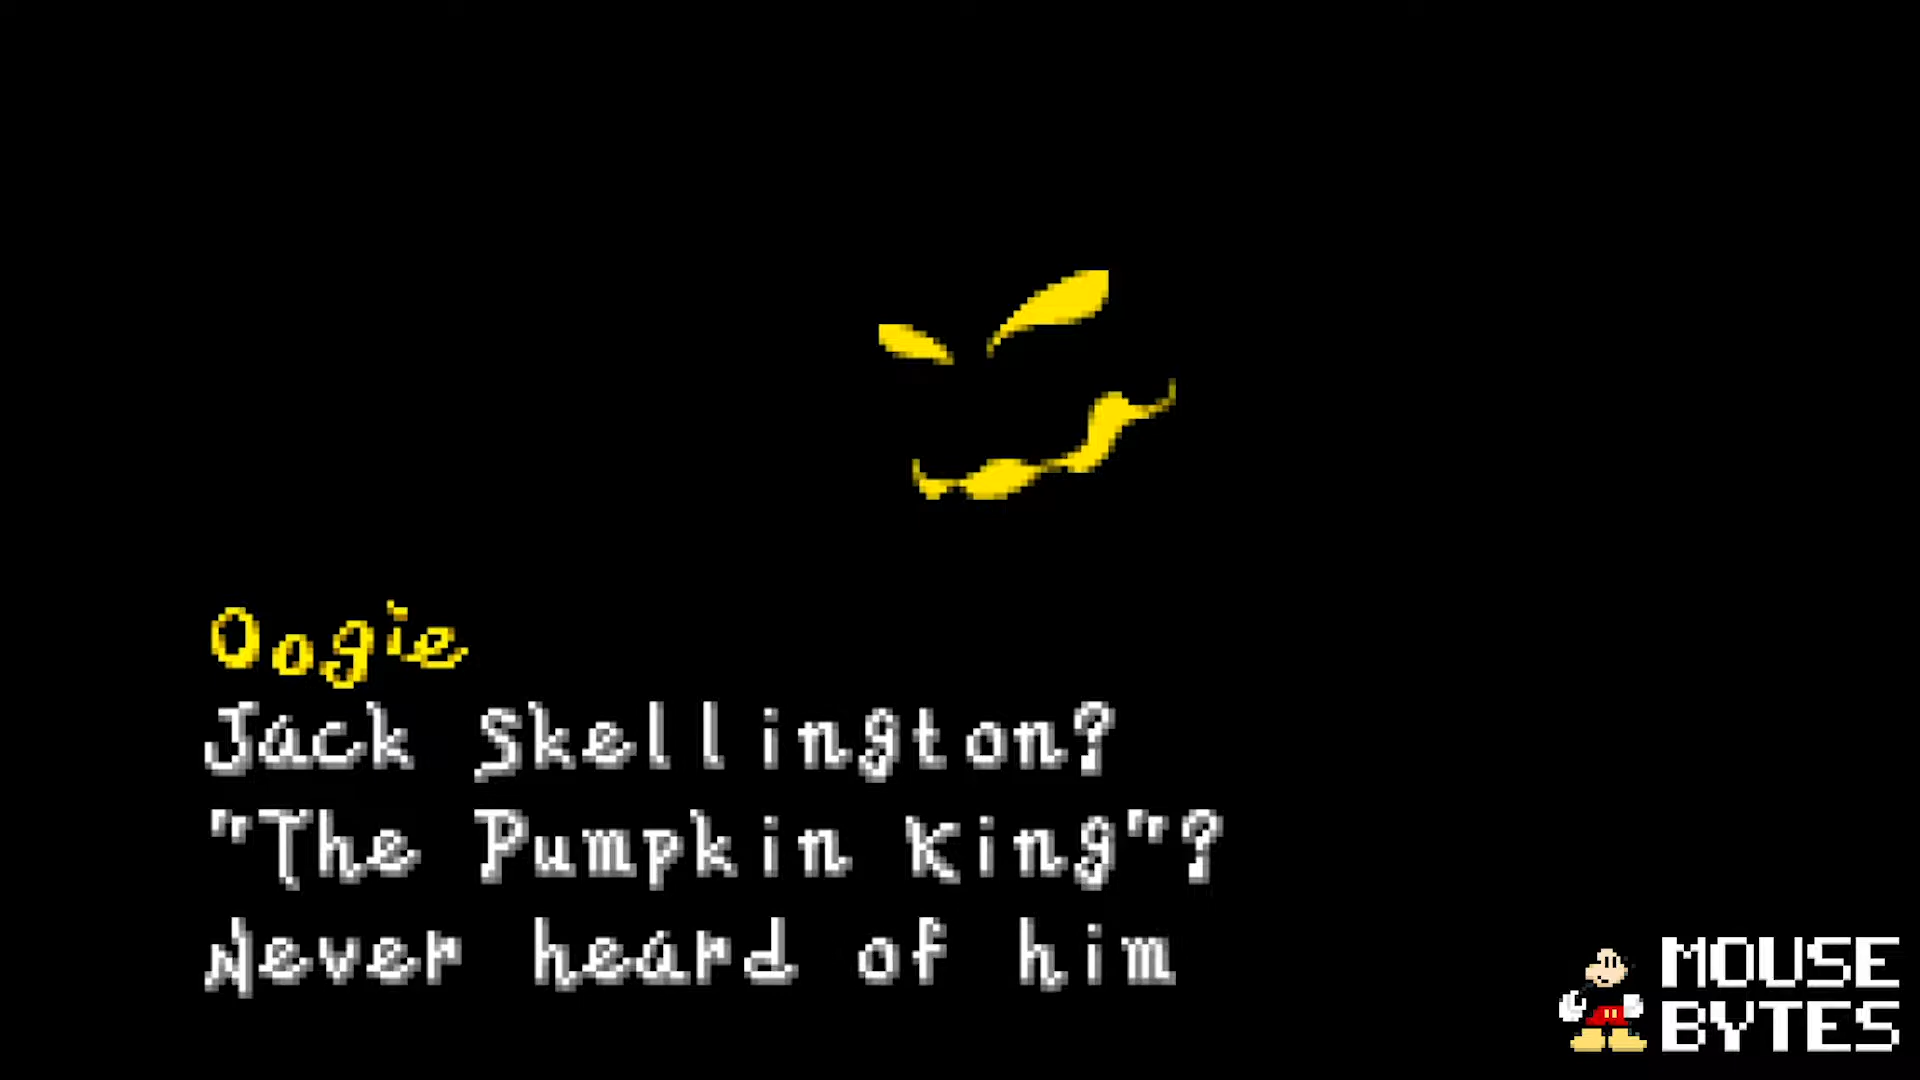 Oogie
Jack Skellington?
"The Pumpkin King"?
Never heard of him
MOUSE
BYTES